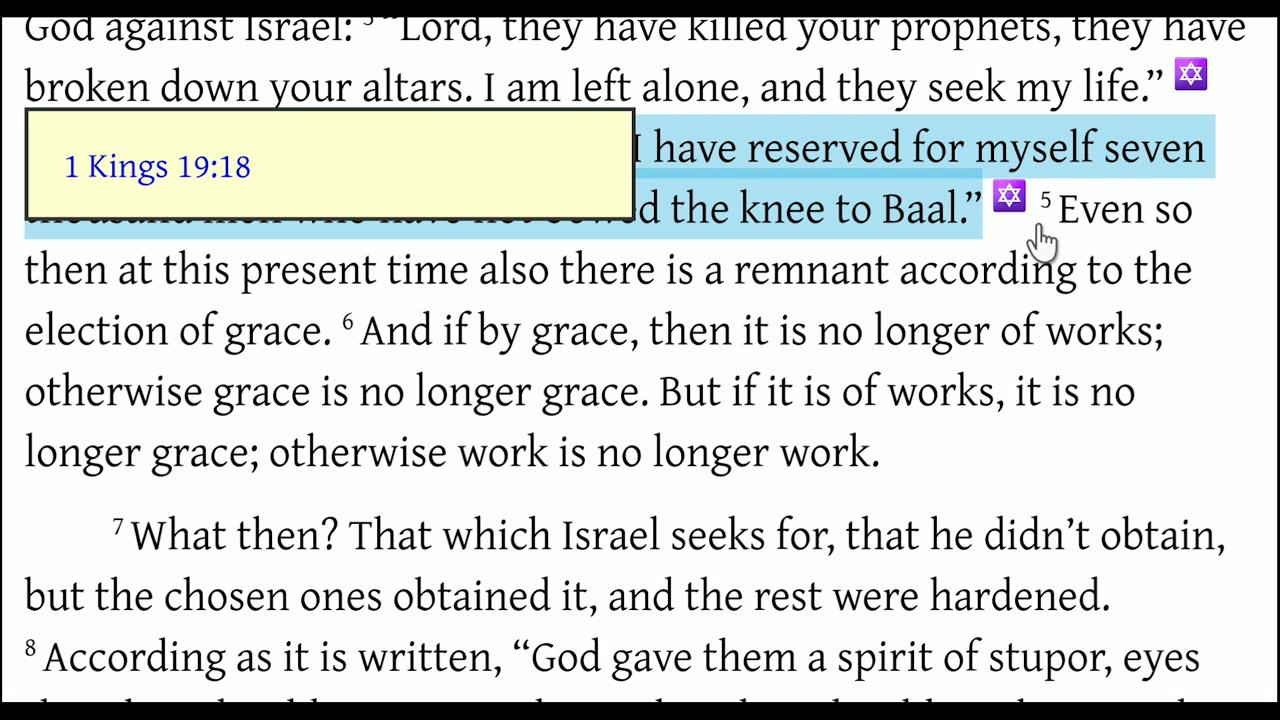 God against Israel: 3 “Lord, they have killed your prophets, they have
broken down your altars. I am left alone, and they seek my life.” ✡
1 Kings 19:18
I have reserved for myself seven
the knee to Baal.” ✡ 5 Even so
then at this present time also there is a remnant according to the
election of grace. 6 And if by grace, then it is no longer of works;
otherwise grace is no longer grace. But if it is of works, it is no
longer grace; otherwise work is no longer work.
7 What then? That which Israel seeks for, that he didn’t obtain,
but the chosen ones obtained it, and the rest were hardened.
8 According as it is written, “God gave them a spirit of stupor, eyes